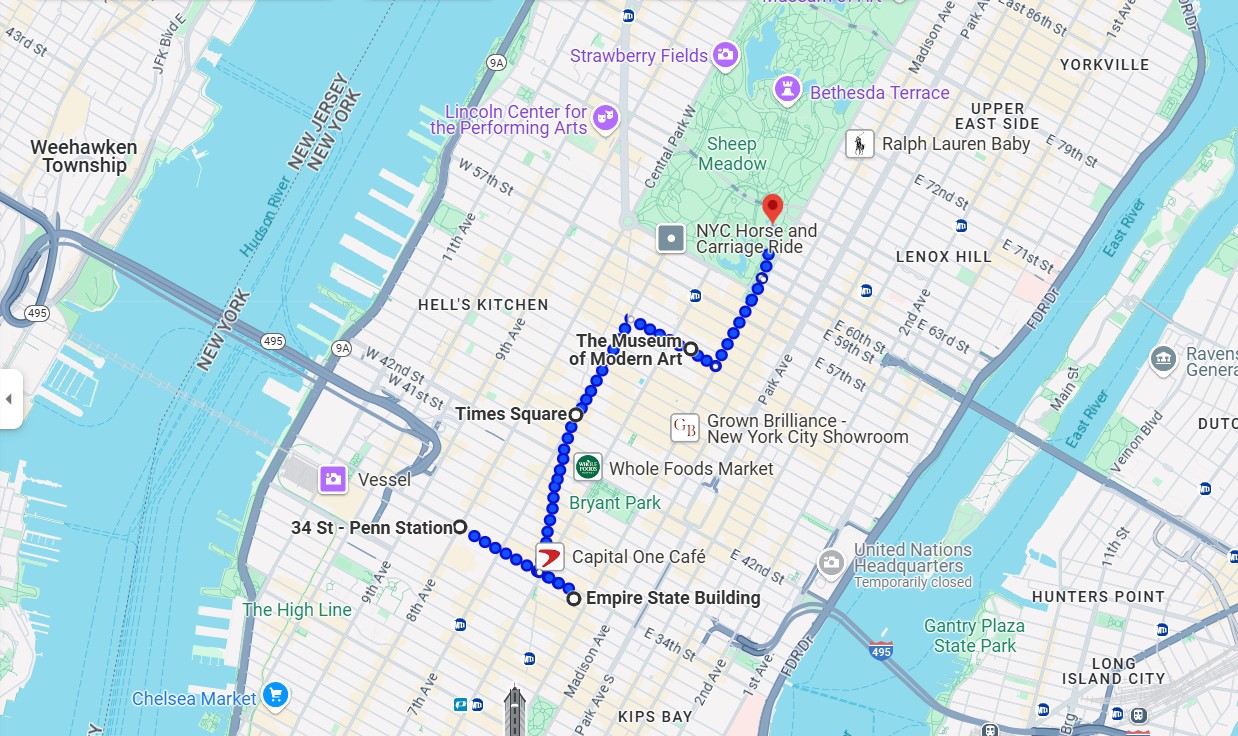 43rd St
JFK Blvd E
9A
Museum of Art
Madison Ave
Park Av
East 86th St
1st Ave
FDR Dr
YORKVILLE
Strawberry Fields
Bethesda Terrace
NEW JERSEY
NEW YORK
Lincoln Center for
the Performing Arts
UPPER
EAST SIDE
Weehawken
Township
Central Park W
Sheep
Meadow
Ralph Lauren Baby
E 79th St
W 57th St
E 72nd St
Hudson River
11th Ave
NYC Horse and
Carriage Ride
East River
LENOX HILL
E 71st St
495
NEW YORK
HELL'S KITCHEN
9th Ave
2nd Ave
FDR Dr
495
9A
The Museum
of Modern Art
E 60th St
E 59th St
E 63rd St
W 42nd St
W 41st St
Park Ave
E 57th St
Main St
Ravens
Genera
Times Square
Grown Brilliance -
New York City Showroom
GB
East River
Vernon Blvd
DUTC
WHOLE
FOODS
Whole Foods Market
Vessel
Bryant Park
34 St - Penn Station
Capital One Café
E 42nd St
United Nations
Headquarters
Temporarily closed
11th St
9th Ave
8th Ave
The High Line
Empire State Building
HUNTERS POINT
Gantry Plaza
State Park
E 34th St
495
FDR Dr
Madison Ave
LONG
ISLAND CITY
Chelsea Market
7th Ave
Park Ave S
2nd Ave
1st Ave
KIPS BAY
Brg